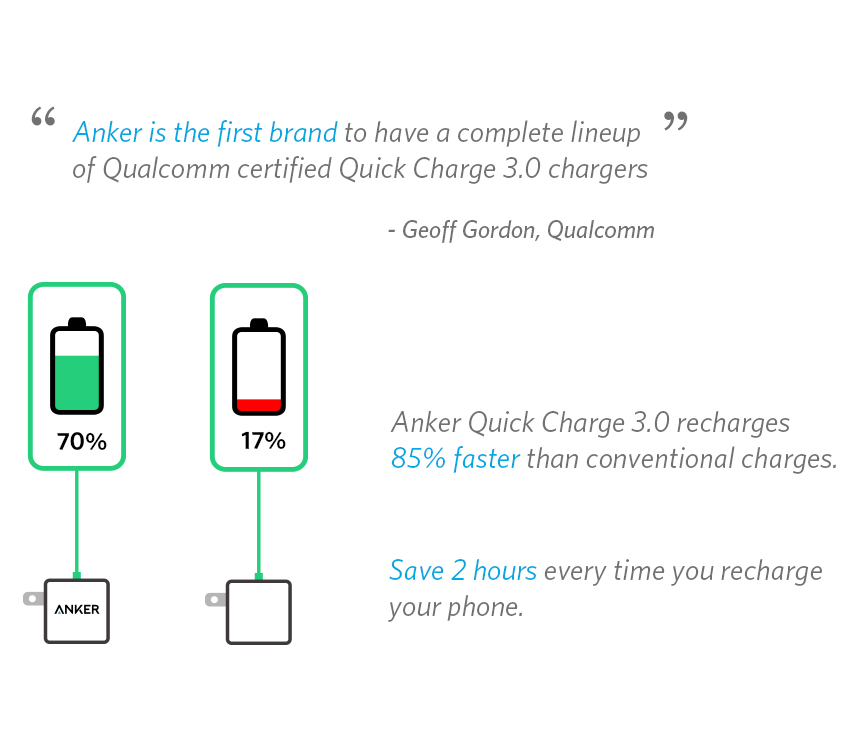 “ Anker is the first brand to have a complete lineup ”
of Qualcomm certified Quick Charge 3.0 chargers
- Geoff Gordon, Qualcomm
70%
17%
Anker Quick Charge 3.0 recharges
85% faster than conventional charges.
Save 2 hours every time you recharge
your phone.
ANKER